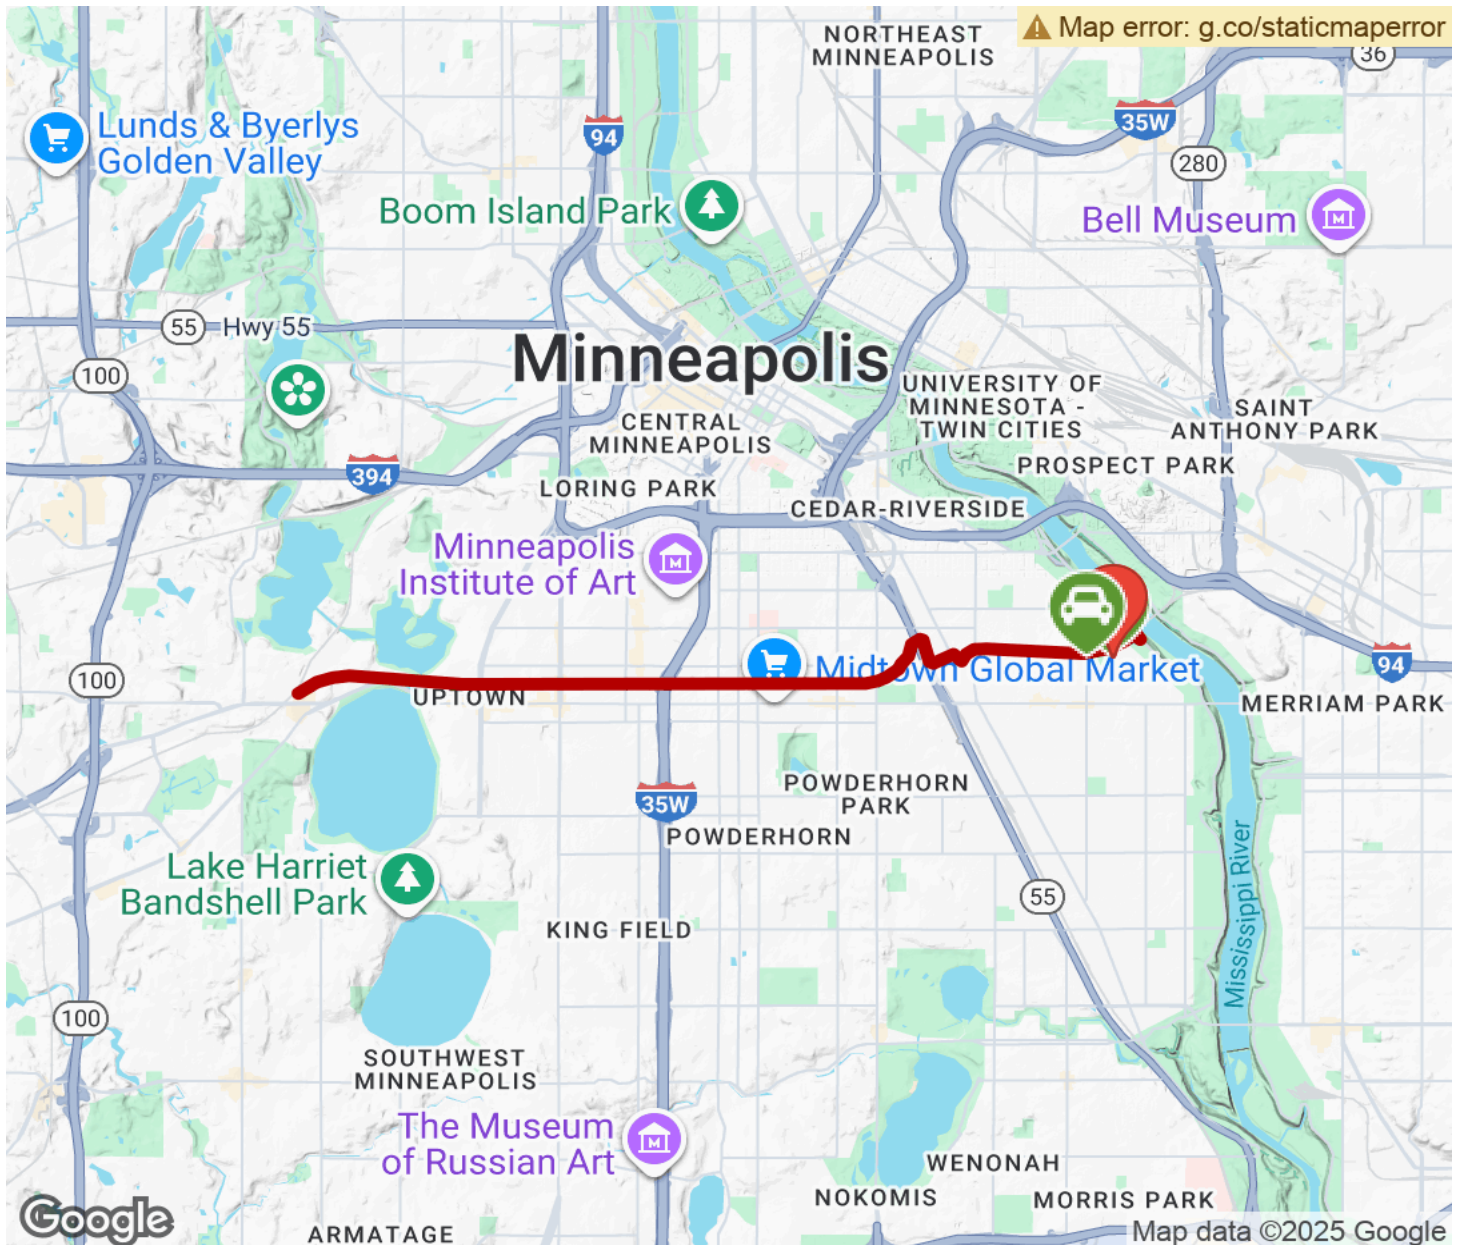 Map error: g.co/staticmaperror
NORTHEAST
MINNEAPOLIS
36
Lunds & Byerlys
Golden Valley
94
35W
280
Boom Island Park
Bell Museum
55
Hwy 55
100
Minneapolis
UNIVERSITY OF
MINNESOTA -
TWIN CITIES
CENTRAL
MINNEAPOLIS
SAINT
ANTHONY PARK
PROSPECT PARK
394
LORING PARK
CEDAR-RIVERSIDE
Minneapolis
Institute of Art
Midtown Global Market
94
100
UPTOWN
MERRIAM PARK
POWDERHORN
PARK
35W
POWDERHORN
Lake Harriet
Bandshell Park
55
Mississippi River
KING FIELD
100
SOUTHWEST
MINNEAPOLIS
The Museum
of Russian Art
WENONAH
NOKOMIS
MORRIS PARK
Google
ARMATAGE
Map data ©2025 Google